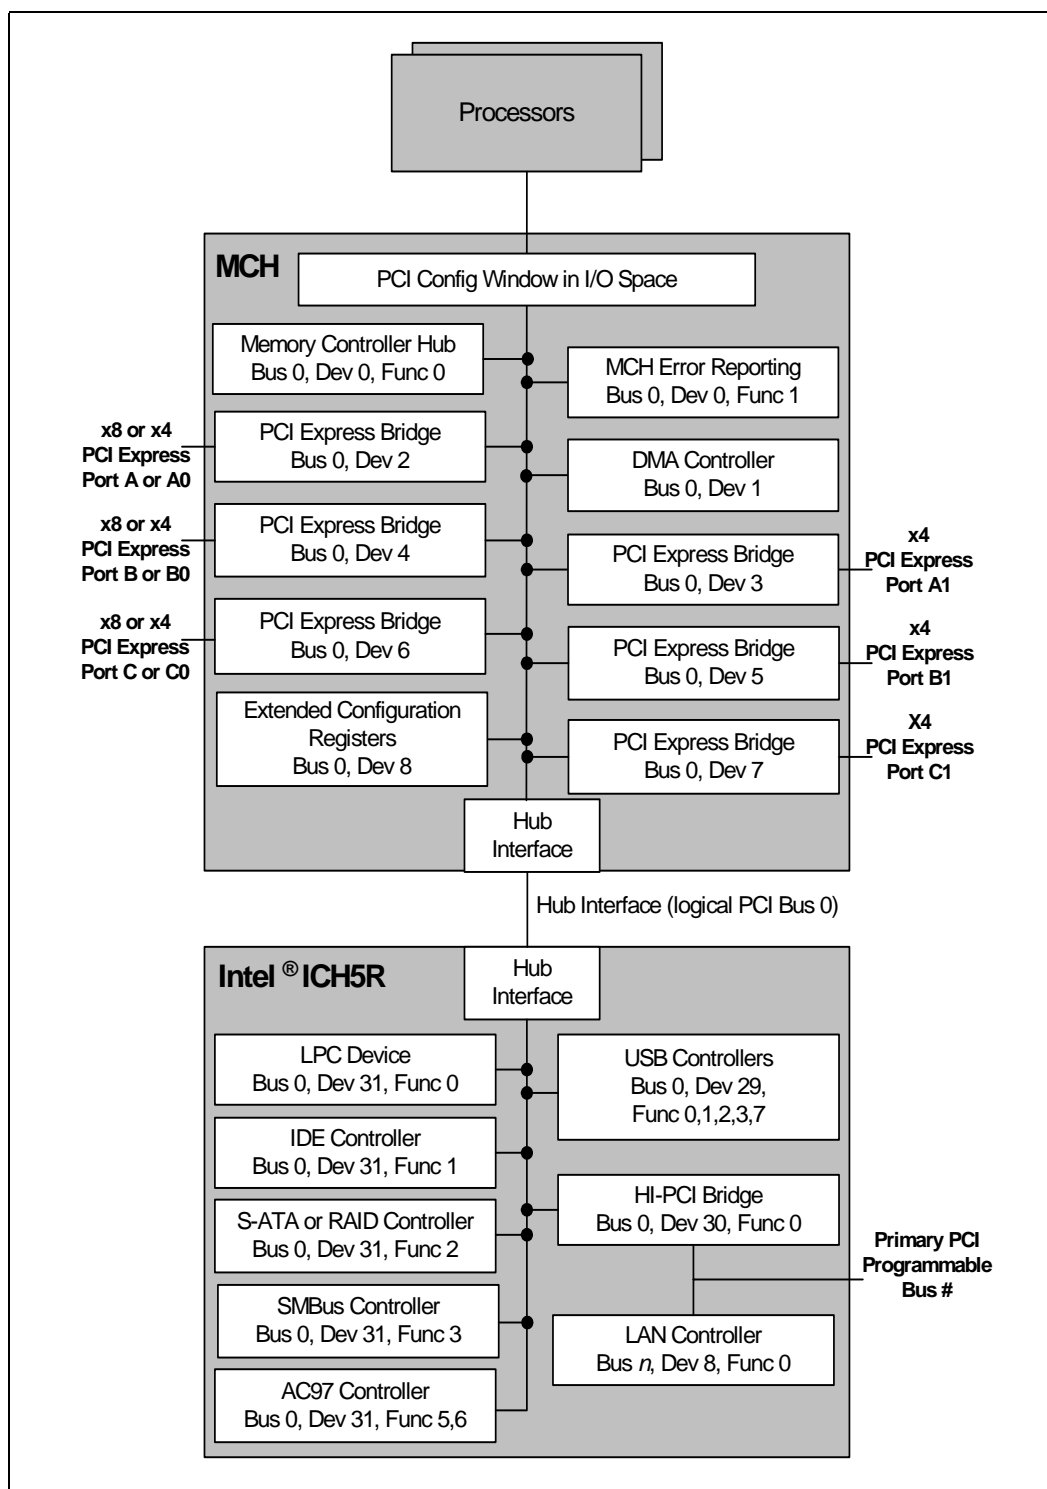 Processors
MCH
PCI Config Window in I/O Space
Memory Controller Hub
Bus 0, Dev 0, Func 0
MCH Error Reporting
Bus 0, Dev 0, Func 1
x8 or x4
PCI Express
Port A or A0
PCI Express Bridge
Bus 0, Dev 2
DMA Controller
Bus 0, Dev 1
x8 or x4
PCI Express
Port B or B0
PCI Express Bridge
Bus 0, Dev 4
PCI Express Bridge
Bus 0, Dev 3
x4
PCI Express
Port A1
x8 or x4
PCI Express
Port C or C0
PCI Express Bridge
Bus 0, Dev 6
PCI Express Bridge
Bus 0, Dev 5
x4
PCI Express
Port B1
Extended Configuration
Registers
Bus 0, Dev 8
PCI Express Bridge
Bus 0, Dev 7
X4
PCI Express
Port C1
Hub
Interface
Hub Interface (logical PCI Bus 0)
Intel ® ICH5R
Hub
Interface
LPC Device
Bus 0, Dev 31, Func 0
USB Controllers
Bus 0, Dev 29,
Func 0,1,2,3,7
IDE Controller
Bus 0, Dev 31, Func 1
HI-PCI Bridge
Bus 0, Dev 30, Func 0
S-ATA or RAID Controller
Bus 0, Dev 31, Func 2
Primary PCI
Programmable
Bus #
SMBus Controller
Bus 0, Dev 31, Func 3
LAN Controller
Bus n, Dev 8, Func 0
AC97 Controller
Bus 0, Dev 31, Func 5,6